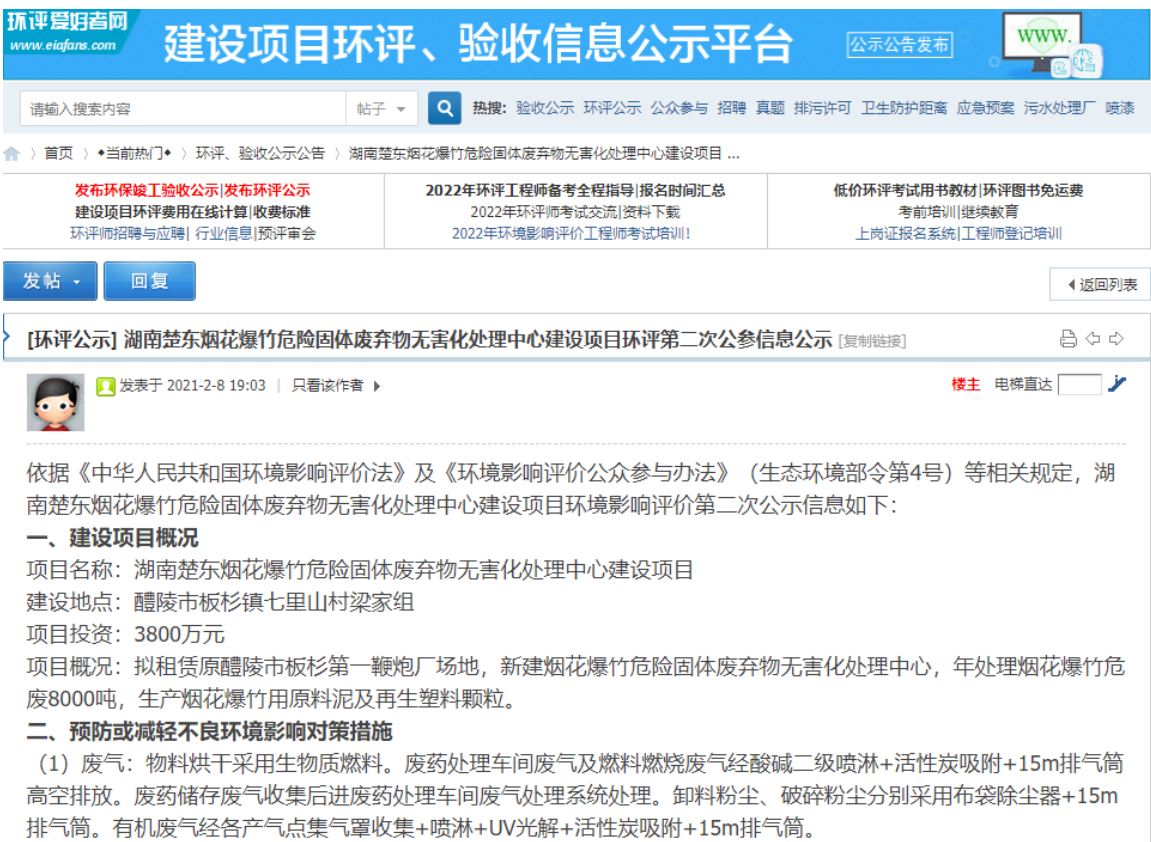 环评爱好者网
www.eiafans.com
建设项目环评、验收信息公示平台
公示公告发布
WWW.
请输入搜索内容
帖子
热搜: 验收公示 环评公示 公众参与 招聘 真题 排污许可 卫生防护距离 应急预案 污水处理厂 喷漆
〉首页 〉◆当前热门◆ 〉环评、验收公示公告 〉湖南楚东烟花爆竹危险固体废弃物无害化处理中心建设项目 ...
发布环保竣工验收公示|发布环评公示
建设项目环评费用在线计算|收费标准
环评师招聘与应聘| 行业信息|预评审会
2022年环评工程师备考全程指导|报名时间汇总
2022年环评师考试交流|资料下载
2022年环境影响评价工程师考试培训!
低价环评考试用书教材|环评图书免运费
考前培训|继续教育
上岗证报名系统|工程师登记培训
发帖
回复
返回列表
[环评公示] 湖南楚东烟花爆竹危险固体废弃物无害化处理中心建设项目环评第二次公参信息公示 [复制链接]
发表于 2021-2-8 19:03 | 只看该作者
楼主 电梯直达
依据《中华人民共和国环境影响评价法》及《环境影响评价公众参与办法》（生态环境部令第4号）等相关规定，湖
南楚东烟花爆竹危险固体废弃物无害化处理中心建设项目环境影响评价第二次公示信息如下：
一、建设项目概况
项目名称：湖南楚东烟花爆竹危险固体废弃物无害化处理中心建设项目
建设地点：醴陵市板杉镇七里山村梁家组
项目投资：3800万元
项目概况：拟租赁原醴陵市板杉第一鞭炮厂场地，新建烟花爆竹危险固体废弃物无害化处理中心，年处理烟花爆竹危
废8000吨，生产烟花爆竹用原料泥及再生塑料颗粒。
二、预防或减轻不良环境影响对策措施
（1）废气：物料烘干采用生物质燃料。废药处理车间废气及燃料燃烧废气经酸碱二级喷淋+活性炭吸附+15m排气筒
高空排放。废药储存废气收集后进废药处理车间废气处理系统处理。卸料粉尘、破碎粉尘分别采用布袋除尘器+15m
排气筒。有机废气经各产气点集气罩收集+喷淋+UV光解+活性炭吸附+15m排气筒。